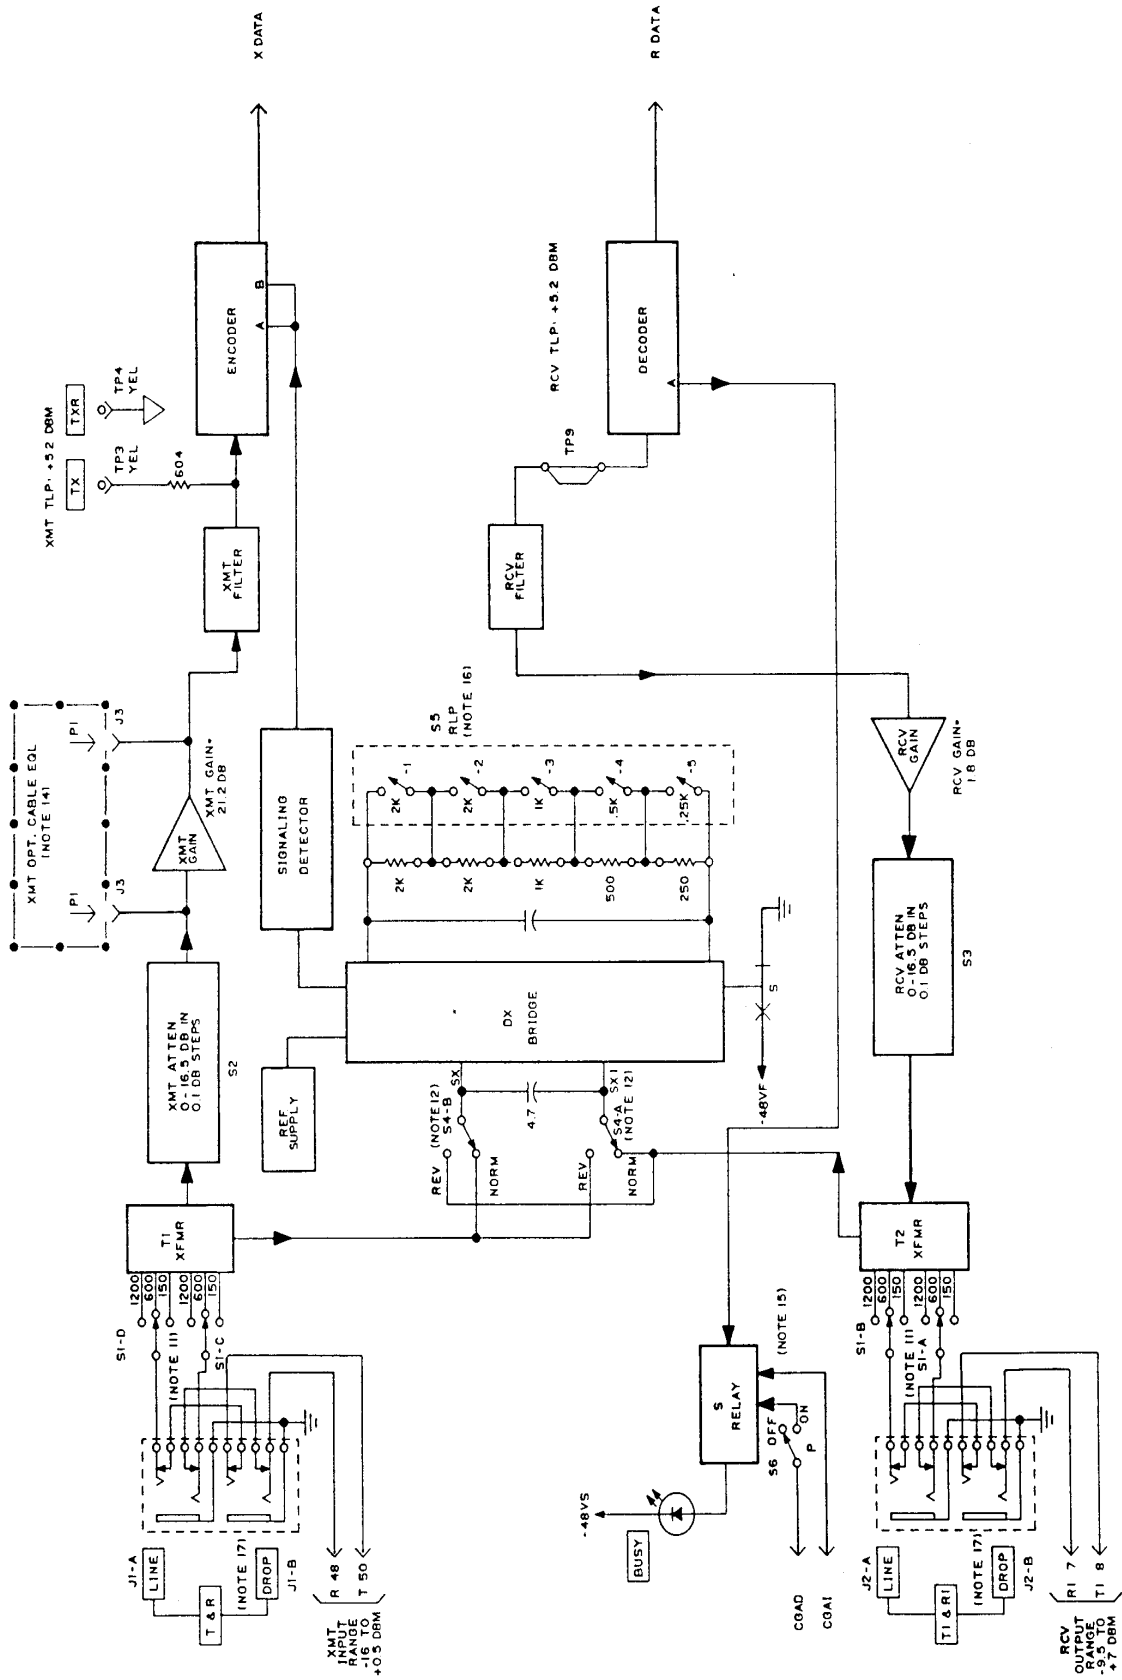 X DATA
R DATA
XMT TLP: +5.2 DBM
TX
TXR
TP3
YEL
TP4
YEL
604
ENCODER
A
B
XMT
FILTER
XMT OPT. CABLE EQL
(NOTE 14)
P1
J3
P1
J3
XMT
GAIN
XMT GAIN=
21.2 DB
XMT ATTEN
0-16.5 DB IN
0.1 DB STEPS
S2
SIGNALING
DETECTOR
REF
SUPPLY
DX
BRIDGE
SX
SX1
4.7
(NOTE 12)
S4-B
REV
NORM
S4-A
(NOTE 12)
REV
NORM
S5
RLP
(NOTE 16)
2K
2K
1K
500
250
2K
2K
1K
.5K
.25K
-1
-2
-3
-4
-5
S
-48VF
RCV TLP: +5.2 DBM
DECODER
A
TP9
RCV
FILTER
RCV
GAIN
RCV GAIN=
1.8 DB
RCV ATTEN
0-16.5 DB IN
0.1 DB STEPS
S3
T1
XFMR
1200
600
150
1200
600
150
S1-D
(NOTE 11)
S1-C
J1-A
LINE
T & R
(NOTE 17)
DROP
J1-B
R 48
T 50
XMT
INPUT
RANGE
-16 TO
+0.5 DBM
S
RELAY
(NOTE 15)
S6
OFF
ON
P
-48VS
BUSY
CGAD
CGA1
T2
XFMR
1200
600
150
1200
600
150
S1-B
(NOTE 11)
S1-A
J2-A
LINE
T1 & R1
(NOTE 17)
DROP
J2-B
R1 7
T1 8
RCV
OUTPUT
RANGE
-9.5 TO
+7 DBM